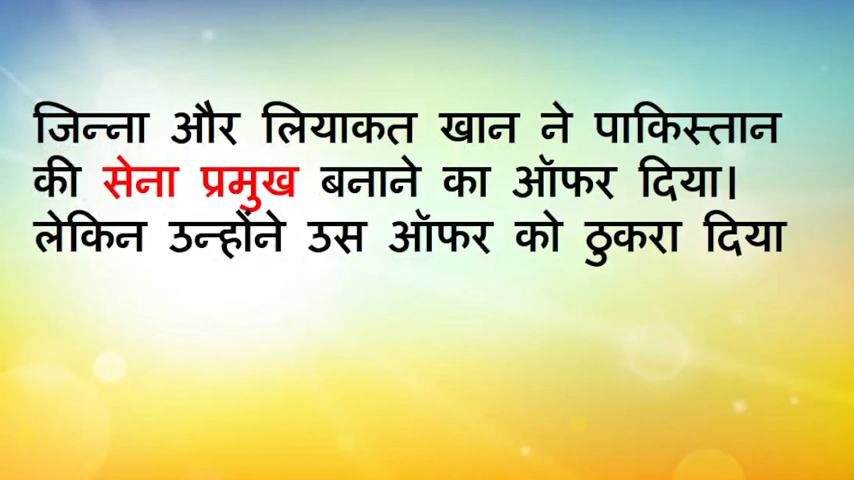 जिन्ना और लियाकत खान ने पाकिस्तान
की सेना प्रमुख बनाने का ऑफर दिया।
लेकिन उन्होंने उस ऑफर को ठुकरा दिया